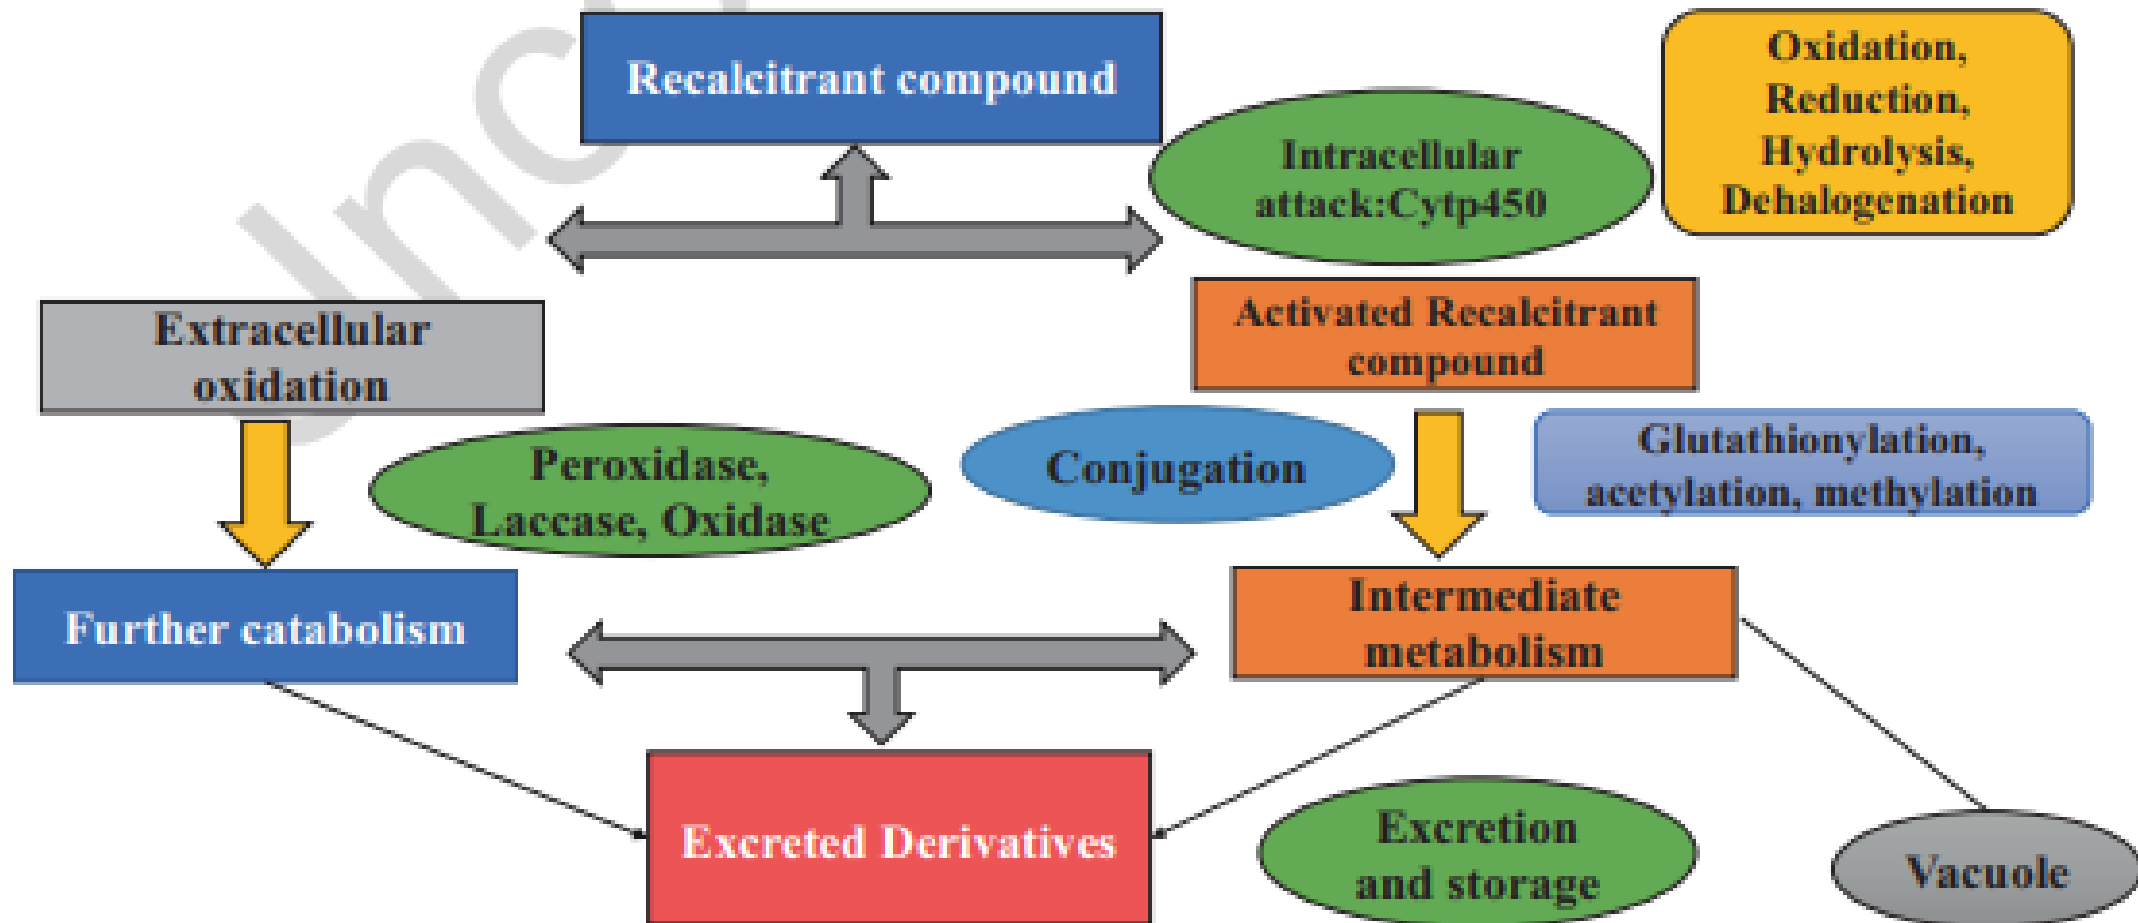 Recalcitrant compound
Oxidation,
Reduction,
Hydrolysis,
Dehalogenation
Intracellular
attack:Cytp450
Extracellular
oxidation
Activated Recalcitrant
compound
Peroxidase,
Laccase, Oxidase
Conjugation
Glutathionylation,
acetylation, methylation
Further catabolism
Intermediate
metabolism
Excreted Derivatives
Excretion
and storage
Vacuole